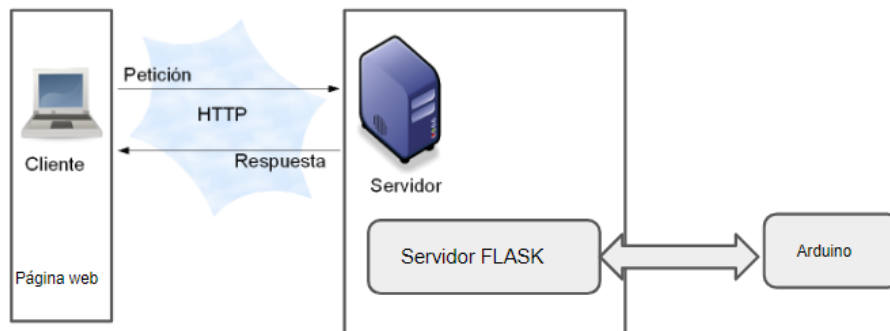 Petición
HTTP
Respuesta
Cliente
Página web
Servidor
Servidor FLASK
Arduino